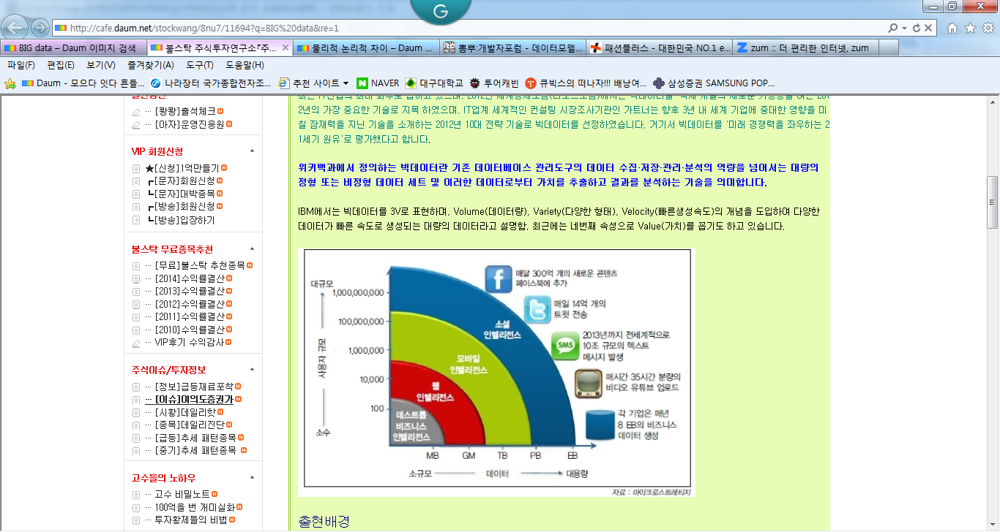 G
http://cafe.daum.net/stockwang/8nu7/11694?q=BIG%20data&re=1
BIG data – Daum 이미지 검색
불스탁 주식투자연구소『주...
물리적 논리적 차이 – Daum ...
뽐뿌:개발자포럼 - 데이터모델...
패션플러스 - 대한민국 NO.1 e...
zum :: 더 편리한 인터넷, zum
파일(F) 편집(E) 보기(V) 즐겨찾기(A) 도구(T) 도움말(H)
Daum - 모으다 잇다 흔들...
나라장터 국가종합전자조...
추천 사이트
NAVER
대구대학교
투어캐빈
큐빅스의 떠나자!!! 배낭여...
삼성증권 SAMSUNG POP...
··· [쾅쾅]출석체크
··· [아자]운영진응원
VIP 회원신청
★[신청]1억만들기
┏[문자]회원신청
┗[문자]대박종목
┏[방송]회원신청
┗[방송]입장하기
불스탁 무료종목추천
··· [무료]불스탁 추천종목
··· [2014]수익률결산
··· [2013]수익률결산
··· [2012]수익률결산
··· [2011]수익률결산
··· [2010]수익률결산
··· VIP후기 수익감사
주식이슈/투자정보
··· [정보]급등재료포착
··· [이슈]여의도증권가
··· [시황]데일리핫
··· [종목]데일리진단
··· [급등]추세 패턴종목
··· [중기]추세 패턴종목
고수들의 노하우
··· 고수 비밀노트
··· 100억을 번 개미실화
··· 투자황제들의 비법
2년의 가장 중요한 기술로 지목 하였으며, IT업계 세계적인 컨설팅 시장조사기관인 가트너는 향후 3년 내 세계 기업에 중대한 영향을 미
칠 잠재력을 지닌 기술을 소개하는 2012년 10대 전략 기술로 빅데이터를 선정하였습니다. 거기서 빅데이터를 '미래 경쟁력을 좌우하는 2
1세기 원유'로 평가했다고 합니다.
위키백과에서 정의하는 빅데이터란 기존 데이터베이스 관리도구의 데이터 수집·저장·관리·분석의 역량을 넘어서는 대량의
정형 또는 비정형 데이터 세트 및 이러한 데이터로부터 가치를 추출하고 결과를 분석하는 기술을 의미합니다.
IBM에서는 빅데이터를 3V로 표현하며, Volume(데이터량), Variety(다양한 형태), Velocity(빠른생성속도)의 개념을 도입하여 다양한
데이터가 빠른 속도로 생성되는 대량의 데이터라고 설명함. 최근에는 네번째 속성으로 Value(가치)를 꼽기도 하고 있습니다.
대규모
사용자 규모
소수
1,000,000,000
100,000,000
1,000,000
10,000
100
소셜
인텔리전스
모바일
인텔리전스
웹
인텔리전스
데스크톱
비즈니스
인텔리전스
MB GM TB PB EB
소규모 데이터 대용량
f
매달 300억 개의 새로운 콘텐츠
페이스북에 추가
t
매일 14억 개의
트윗 전송
SMS
2013년까지 전세계적으로
10조 규모의 텍스트
메시지 발생
매시간 35시간 분량의
비디오 유튜브 업로드
각 기업은 매년
8 EB의 비즈니스
데이터 생성
자료 : 마이크로스트레티지
출현배경